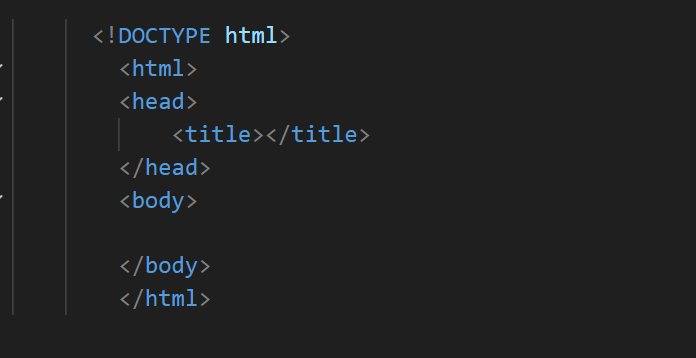 <!DOCTYPE html>
<html>
<head>
<title></title>
</head>
<body>
</body>
</html>